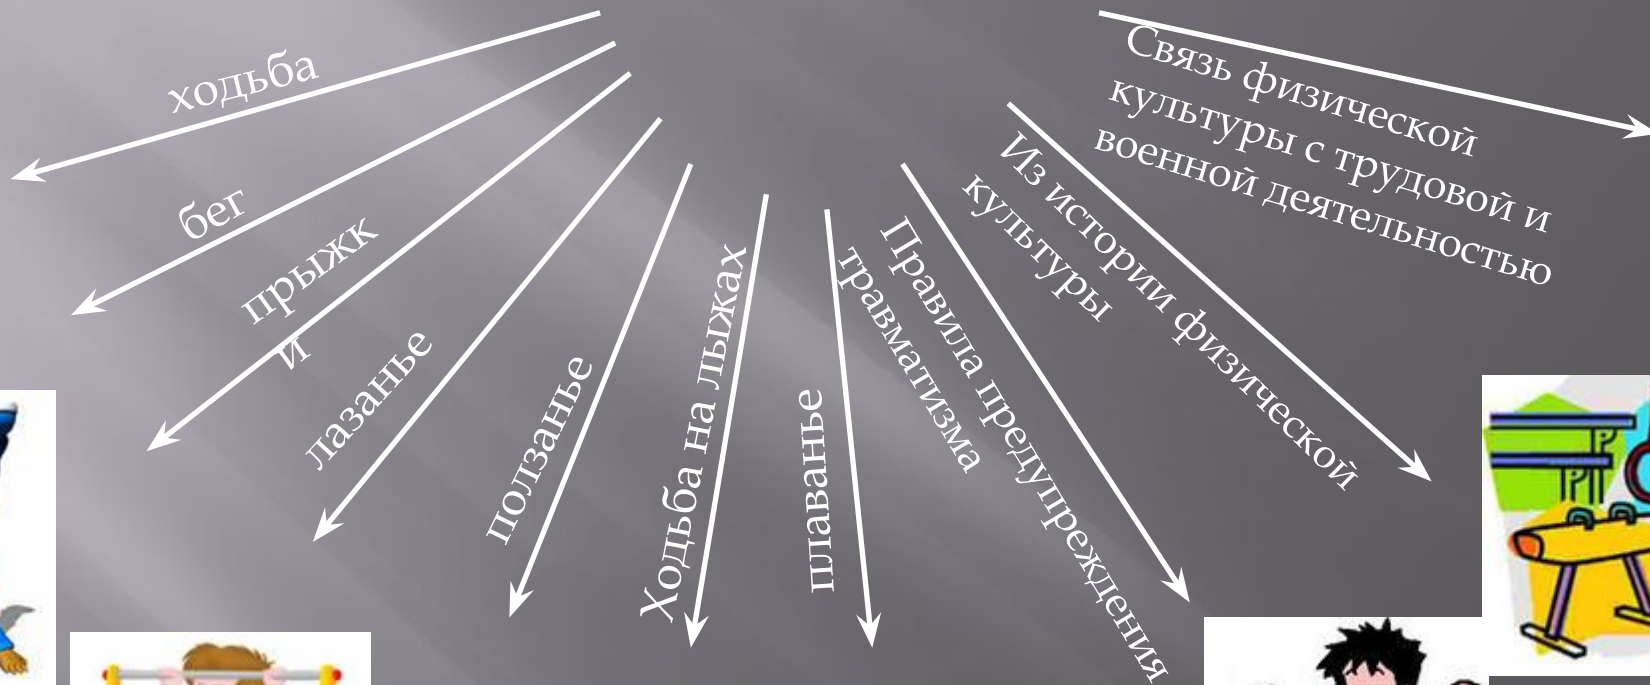 ходьба
бег
прыжк
и
лазанье
ползанье
Ходьба на лыжах
плаванье
Правила предупреждения
травматизма
Из истории физической
культуры
Связь физической
культуры с трудовой и
военной деятельностью